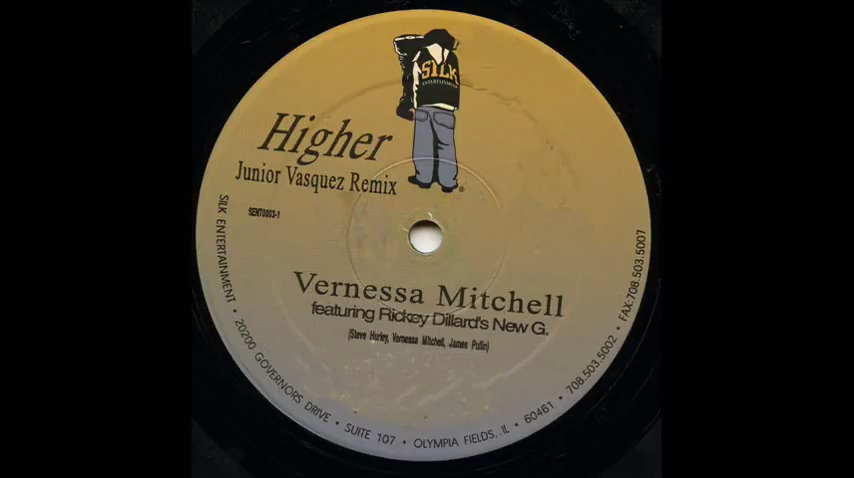 SILK
ENTERTAINMENT
Higher
Junior Vasquez Remix
SENT0003-1
Vernessa Mitchell
featuring Rickey Dillard's New G.
(Steve Hurley, Vernessa Mitchell, James Pullin)
SILK ENTERTAINMENT • 20200 GOVERNORS DRIVE • SUITE 107 • OLYMPIA FIELDS, IL • 60461 • 708.503.5002 • FAX:708.503.5007